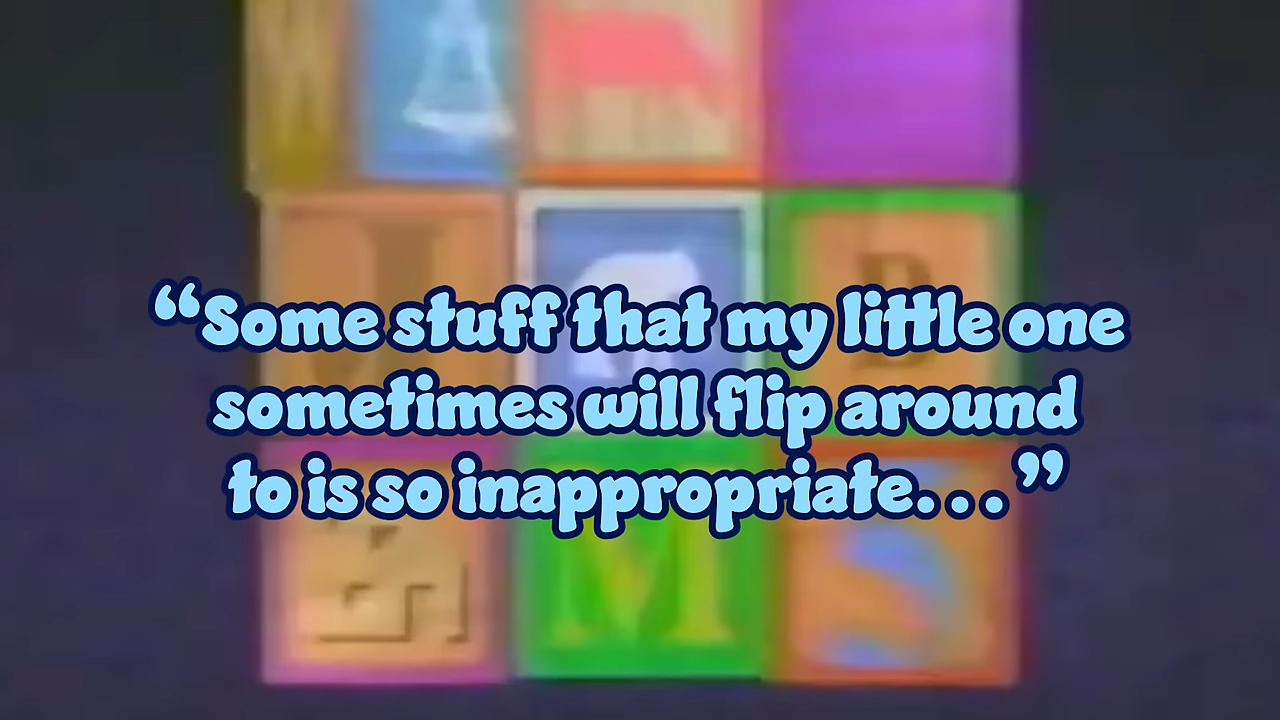 “Some stuff that my little one
sometimes will flip around
to is so inappropriate...”
B
M S